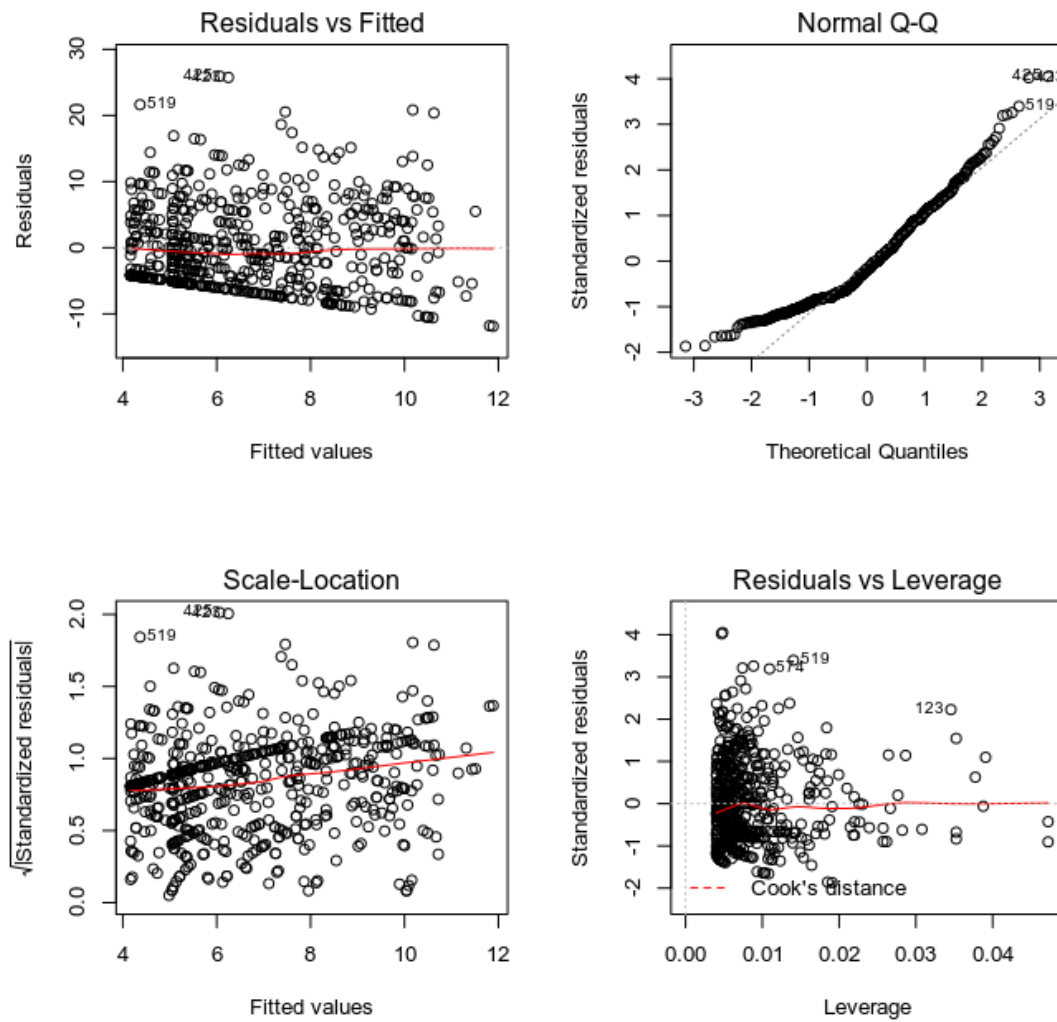 Residuals vs Fitted
Residuals
30
20
10
0
-10
519
4 6 8 10 12
Fitted values
Normal Q-Q
Standardized residuals
4
3
2
1
0
-1
-2
519
-3 -2 -1 0 1 2 3
Theoretical Quantiles
Scale-Location
√|Standardized residuals|
2.0
1.5
1.0
0.5
0.0
519
4 6 8 10 12
Fitted values
Residuals vs Leverage
Standardized residuals
4
3
2
1
0
-1
-2
519
574
123
Cook's distance
0.00 0.01 0.02 0.03 0.04
Leverage